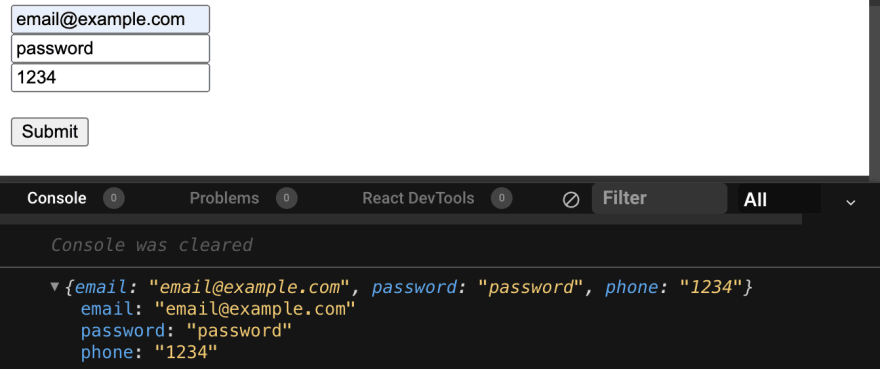 email@example.com
password
1234
Submit
Console 0 Problems 0 React DevTools 0 Filter All
Console was cleared
{email: "email@example.com", password: "password", phone: "1234"}
email: "email@example.com"
password: "password"
phone: "1234"